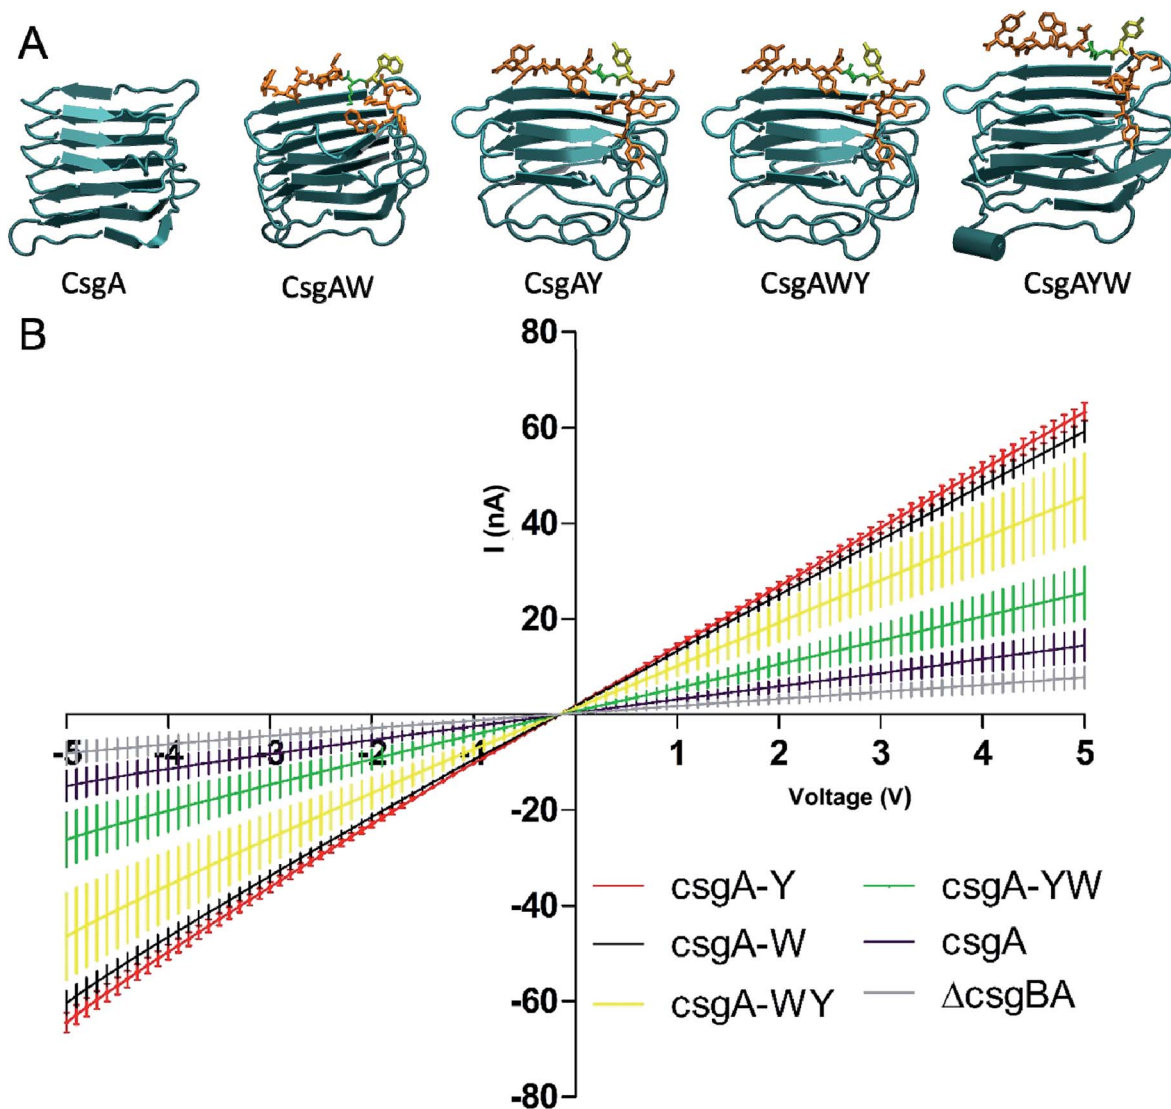 A
CsgA
CsgAW
CsgAY
CsgAWY
CsgAYW
B
80
60
I (nA)
40
20
-5 -4 -3 -2 -1 1 2 3 4 5
Voltage (V)
-20
-40
-60
-80
csgA-Y
csgA-YW
csgA-W
csgA
csgA-WY
ΔcsgBA